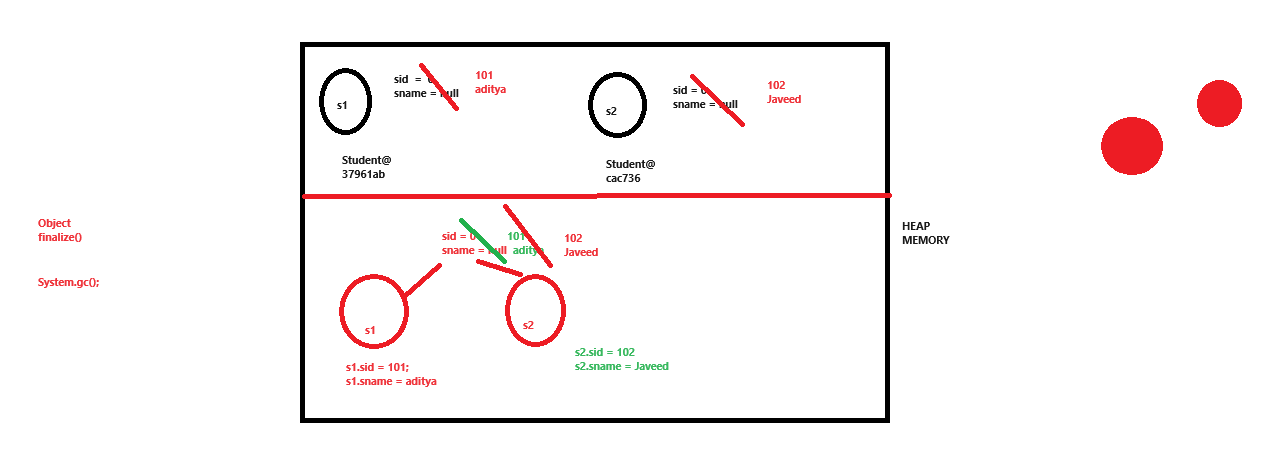 s1
sid = 0
sname = null
101
aditya
Student@
37961ab
s2
sid = 0
sname = null
102
Javeed
Student@
cac736
Object
finalize()
System.gc();
HEAP
MEMORY
sid = 0
sname = null
101
aditya
102
Javeed
s1
s2
s1.sid = 101;
s1.sname = aditya
s2.sid = 102
s2.sname = Javeed